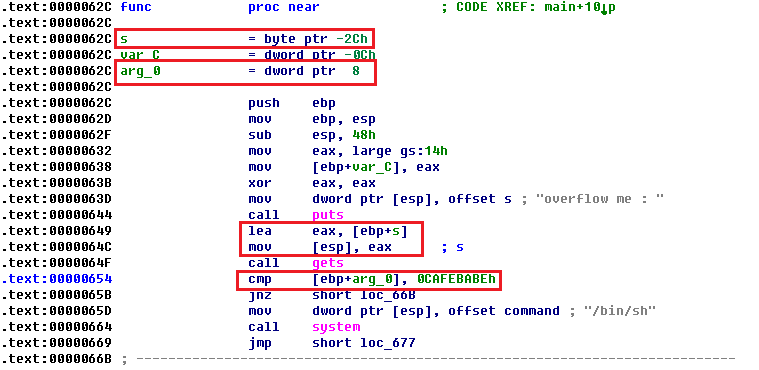 .text:0000062C func proc near ; CODE XREF: main+10↓p
.text:0000062C
.text:0000062C s = byte ptr -2Ch
.text:0000062C var_C = dword ptr -0Ch
.text:0000062C arg_0 = dword ptr 8
.text:0000062C
.text:0000062C push ebp
.text:0000062D mov ebp, esp
.text:0000062F sub esp, 48h
.text:00000632 mov eax, large gs:14h
.text:00000638 mov [ebp+var_C], eax
.text:0000063B xor eax, eax
.text:0000063D mov dword ptr [esp], offset s ; "overflow me : "
.text:00000644 call puts
.text:00000649 lea eax, [ebp+s]
.text:0000064C mov [esp], eax ; s
.text:0000064F call gets
.text:00000654 cmp [ebp+arg_0], 0CAFEBABEh
.text:0000065B jnz short loc_66B
.text:0000065D mov dword ptr [esp], offset command ; "/bin/sh"
.text:00000664 call system
.text:00000669 jmp short loc_677
.text:0000066B ; ---------------------------------------------------------------------------